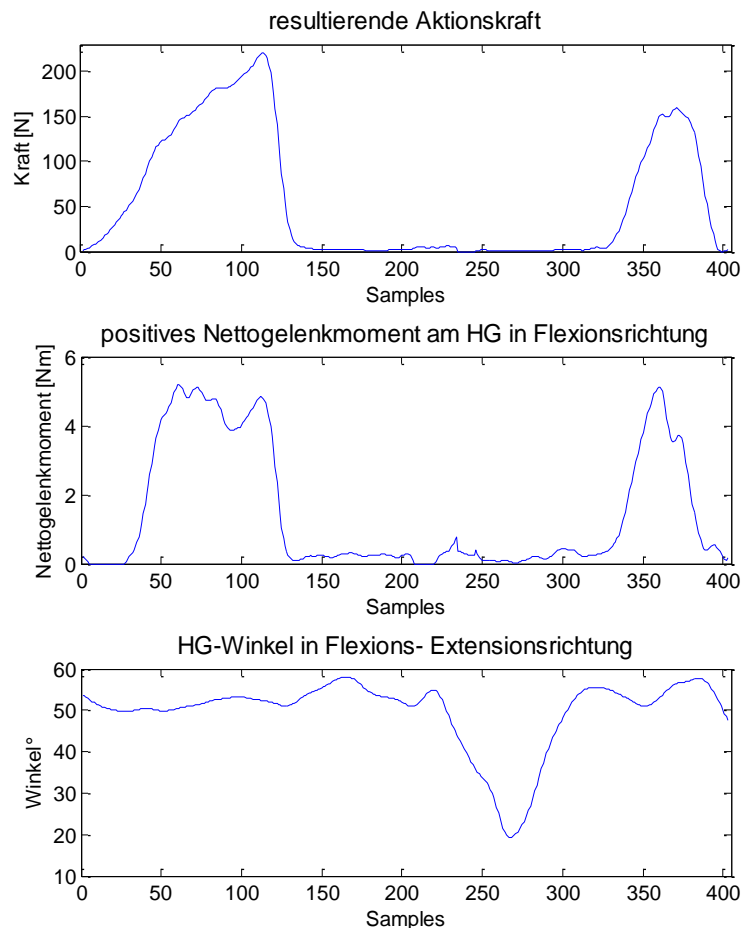 resultierende Aktionskraft
Kraft [N]
200
150
100
50
0
0 50 100 150 200 250 300 350 400
Samples
positives Nettogelenkmoment am HG in Flexionsrichtung
Nettogelenkmoment [Nm]
6
4
2
0
0 50 100 150 200 250 300 350 400
Samples
HG-Winkel in Flexions- Extensionsrichtung
Winkel°
60
50
40
30
20
10
0 50 100 150 200 250 300 350 400
Samples